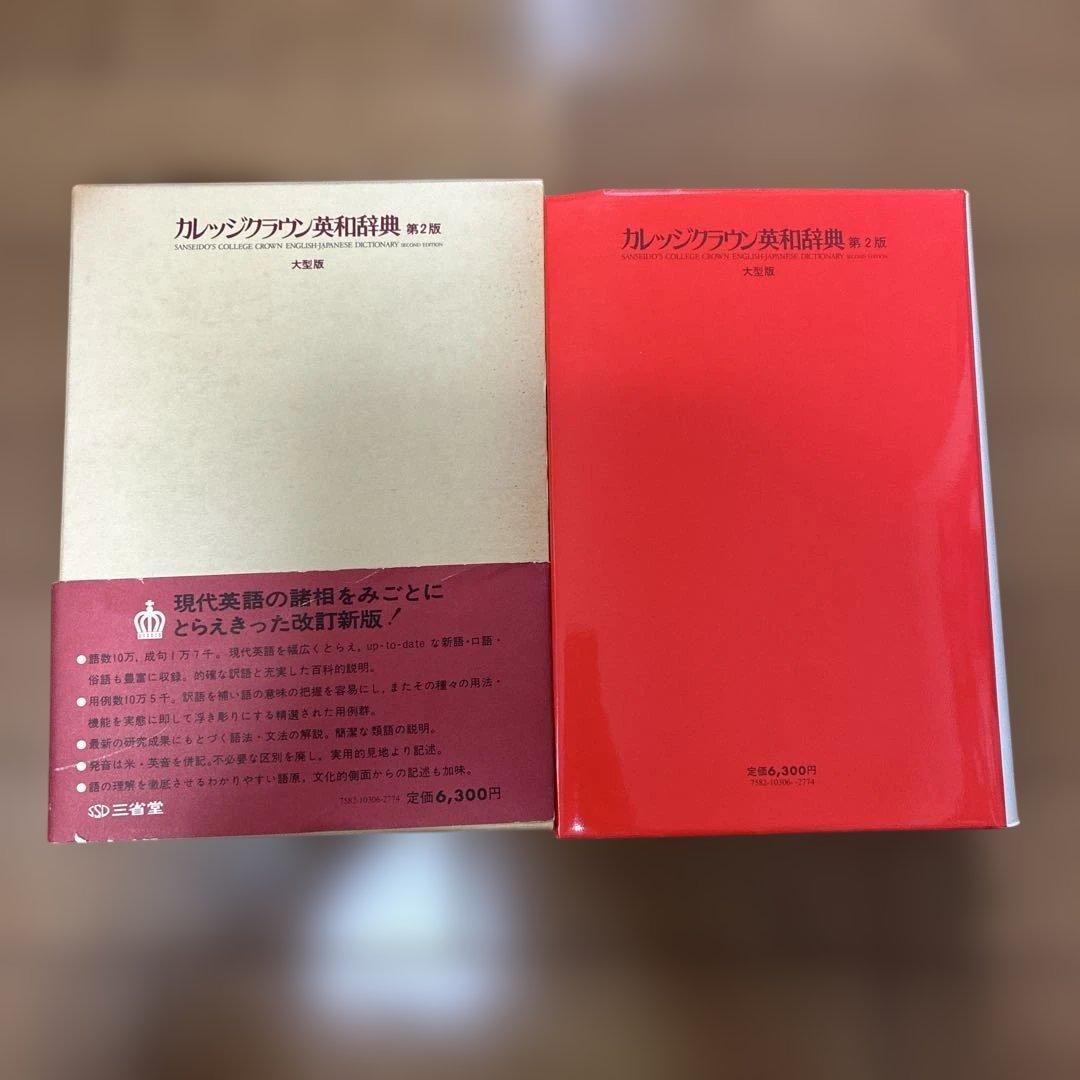 カレッジクラウン英和辞典 第2版
SANSEIDO'S COLLEGE CROWN ENGLISH-JAPANESE DICTIONARY SECOND EDITION
大型版
現代英語の諸相をみごとに
とらえきった改訂新版!
●語数10万, 成句1万7千。現代英語を幅広くとらえ, up-to-date な新語・口語・
俗語も豊富に収録。的確な訳語と充実した百科的説明。
●用例数10万5千。訳語を補い語の意味の把握を容易にし, またその種々の用法・
機能を実態に即して浮き彫りにする精選された用例群。
●最新の研究成果にもとづく語法・文法の解説。簡潔な類語の説明。
●発音は米・英音を併記。不必要な区別を廃し, 実用的見地より記述。
●語の理解を徹底させるわかりやすい語原, 文化的側面からの記述も加味。
SSD 三省堂
7582-10306-2774 定価6,300円
カレッジクラウン英和辞典 第2版
SANSEIDO'S COLLEGE CROWN ENGLISH-JAPANESE DICTIONARY SECOND EDITION
大型版
定価6,300円
7582-10306--2774